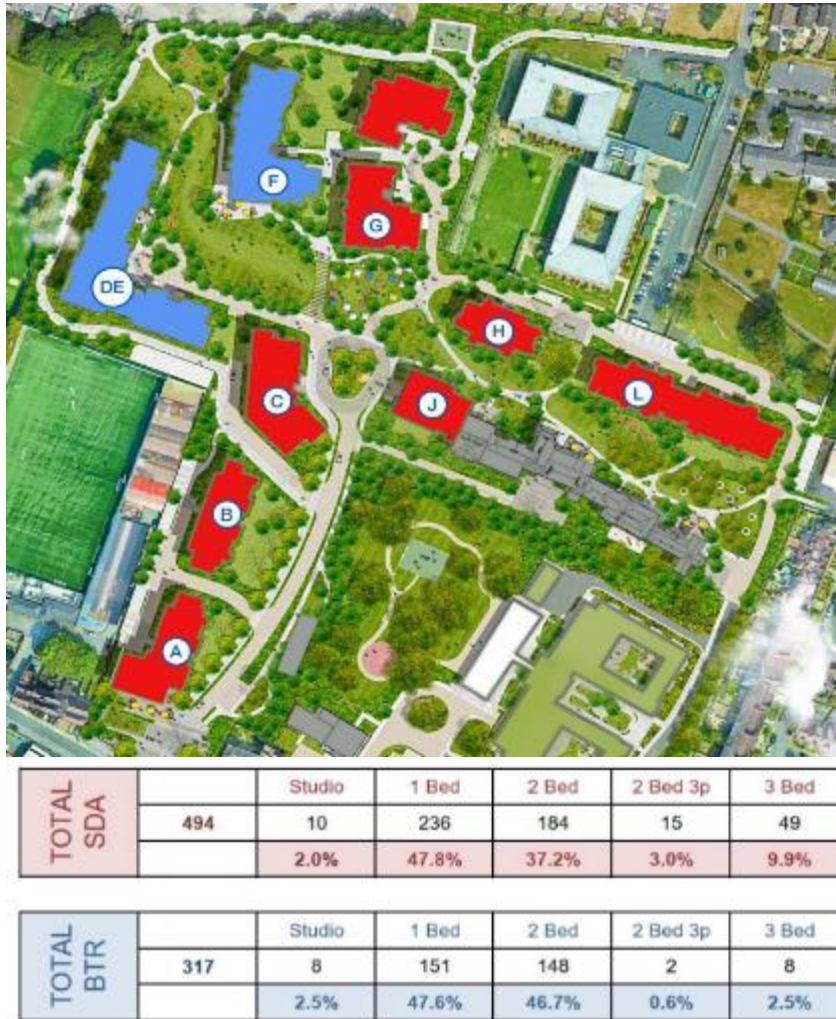 F
G
DE
H
L
C
J
B
A
TOTAL SDA
Studio 1 Bed 2 Bed 2 Bed 3p 3 Bed
494 10 236 184 15 49
2.0% 47.8% 37.2% 3.0% 9.9%
TOTAL BTR
Studio 1 Bed 2 Bed 2 Bed 3p 3 Bed
317 8 151 148 2 8
2.5% 47.6% 46.7% 0.6% 2.5%